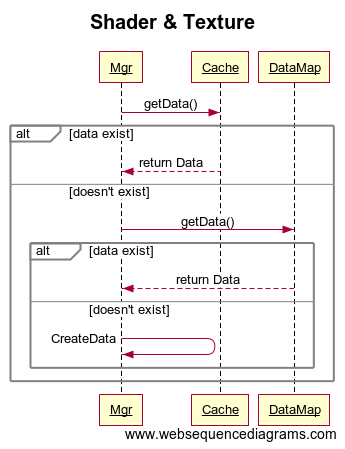 Shader & Texture
Mgr Cache DataMap
getData()
alt [data exist]
return Data
[doesn't exist]
getData()
alt [data exist]
return Data
[doesn't exist]
CreateData
Mgr Cache DataMap
www.websequencediagrams.com